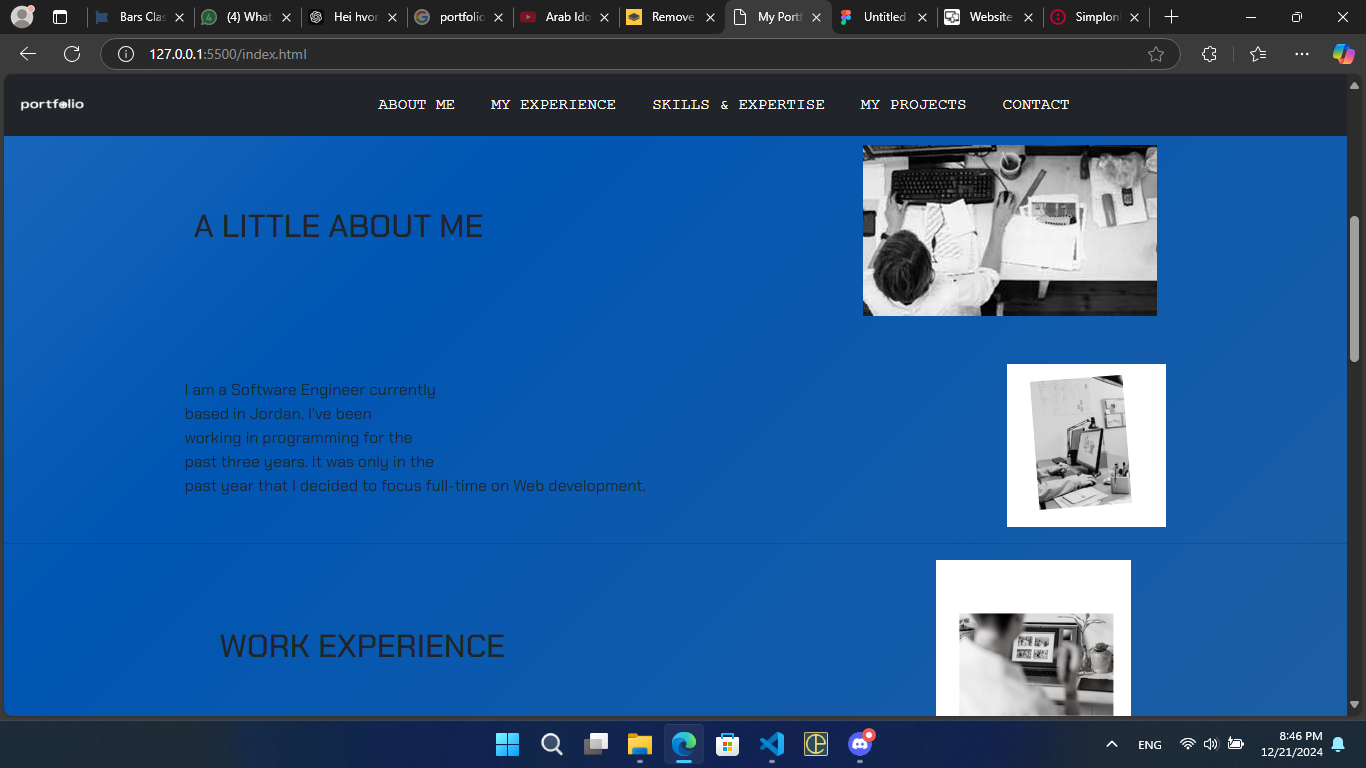 Bars Clas
(4) What
Hei hvor
portfolio
Arab Ido
Remove
My Portf
Untitled
Website
Simplon
127.0.0.1:5500/index.html
portfolio
ABOUT ME
MY EXPERIENCE
SKILLS & EXPERTISE
MY PROJECTS
CONTACT
A LITTLE ABOUT ME
I am a Software Engineer currently
based in Jordan. I've been
working in programming for the
past three years. It was only in the
past year that I decided to focus full-time on Web development.
WORK EXPERIENCE
ENG
8:46 PM
12/21/2024